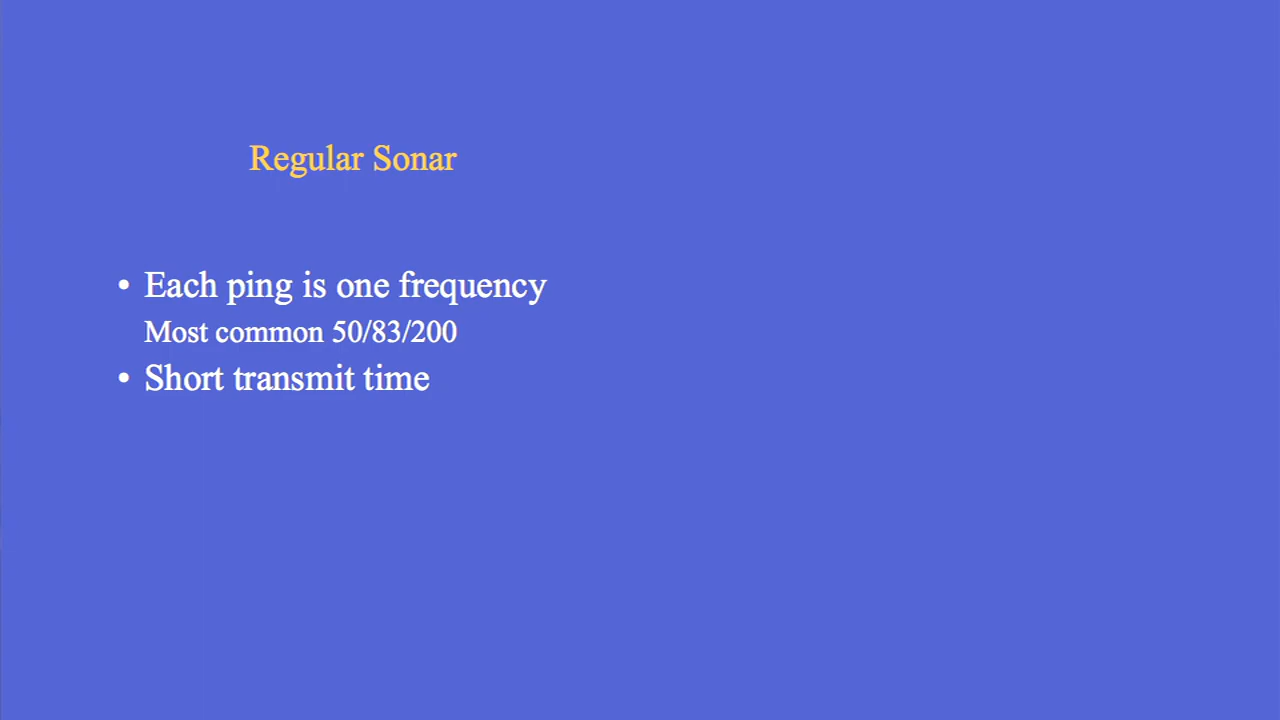 Regular Sonar
• Each ping is one frequency
Most common 50/83/200
• Short transmit time